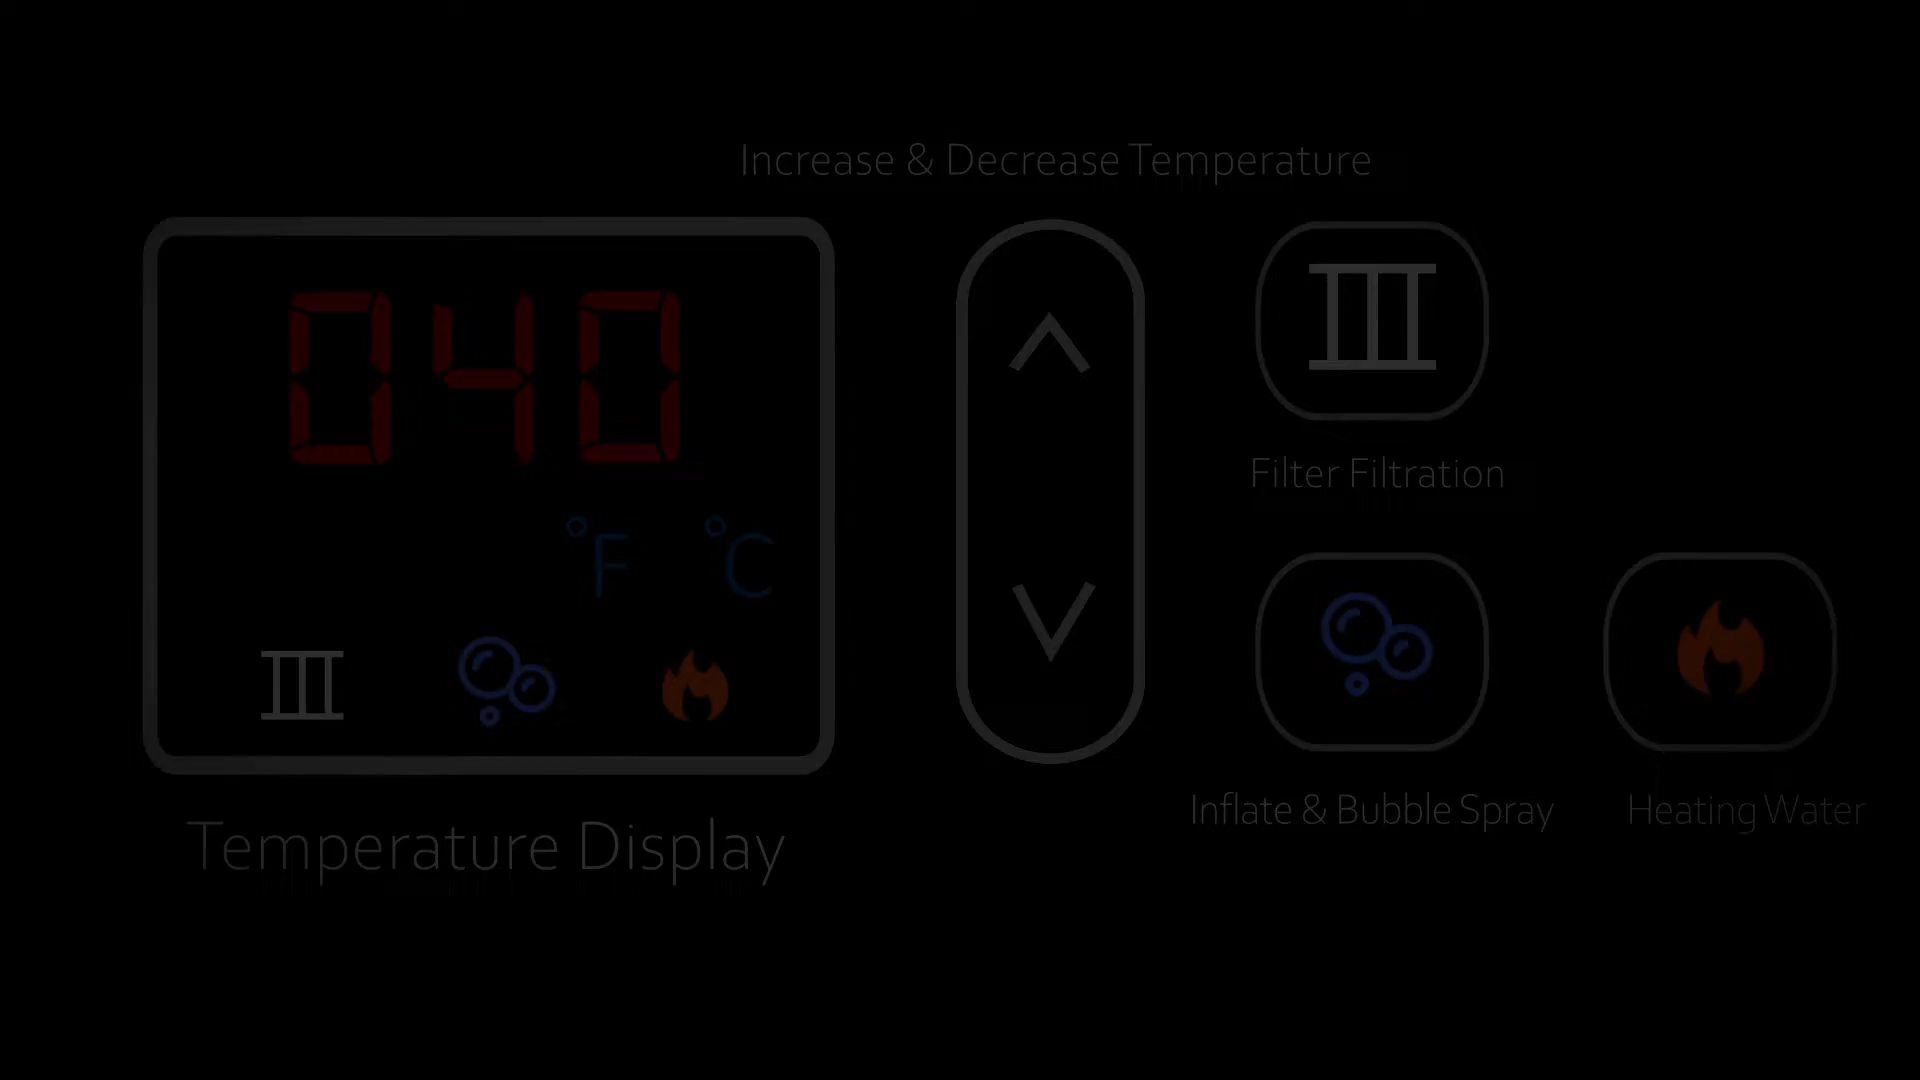 Increase & Decrease Temperature
040
°F °C
Filter Filtration
Inflate & Bubble Spray
Heating Water
Temperature Display